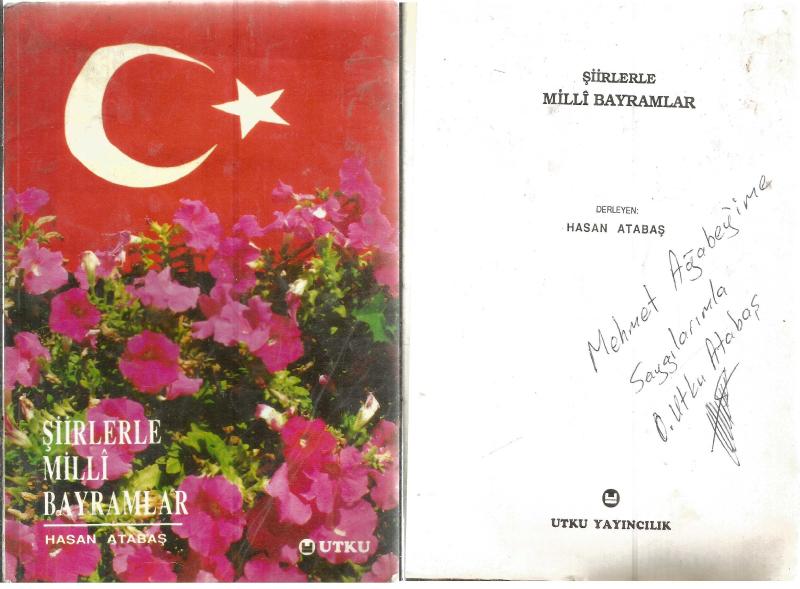 ŞİİRLERLE
MİLLÎ
BAYRAMLAR
HASAN ATABAŞ
UTKU
ŞİİRLERLE
MİLLÎ BAYRAMLAR
DERLEYEN:
HASAN ATABAŞ
Mehmet Ağabeyime
Saygılarımla
O. Utku Atabaş
UTKU YAYINCILIK